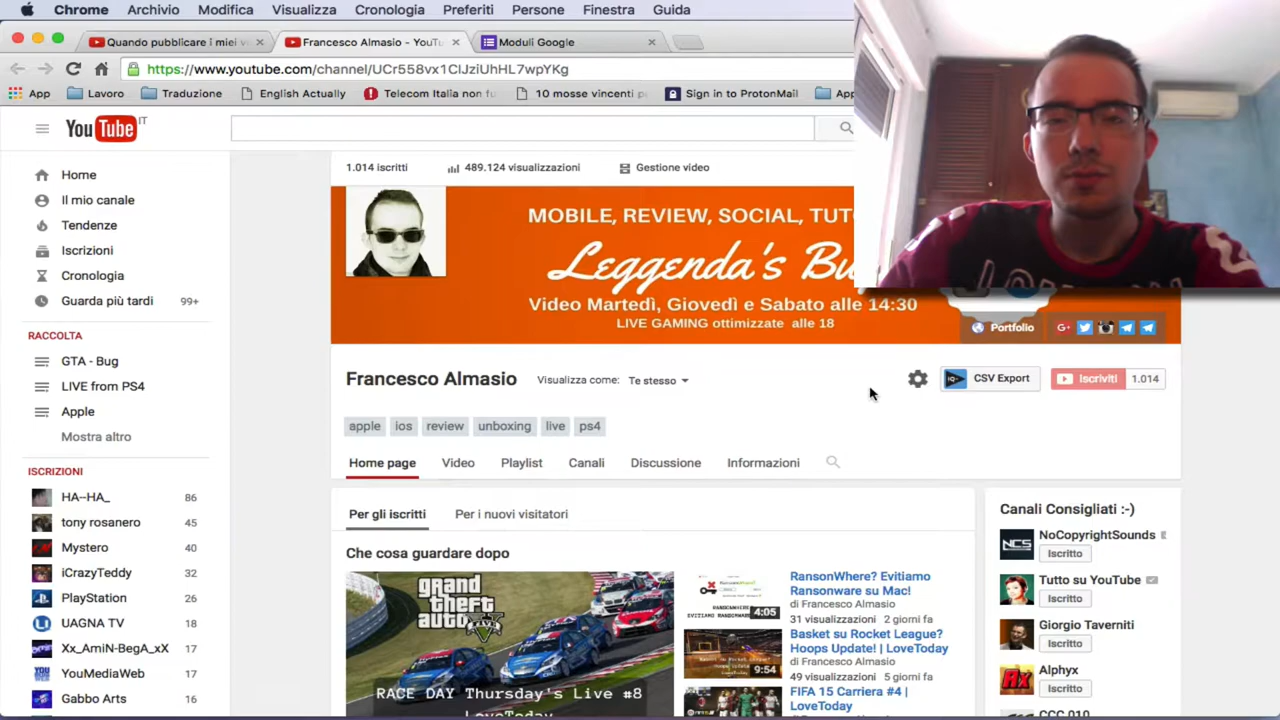 Chrome Archivio Modifica Visualizza Cronologia Preferiti Persone Finestra Guida
Quando pubblicare i miei v
Francesco Almasio - YouTu
Moduli Google
https://www.youtube.com/channel/UCr558vx1ClJziUhHL7wpYKg
App Lavoro Traduzione English Actually Telecom Italia non fu 10 mosse vincenti pe Sign in to ProtonMail App
YouTube IT
1.014 iscritti 489.124 visualizzazioni Gestione video
MOBILE, REVIEW, SOCIAL, TUTO
Leggenda's Bu
Video Martedì, Giovedì e Sabato alle 14:30
LIVE GAMING ottimizzate alle 18
Portfolio
Francesco Almasio
Visualizza come: Te stesso
CSV Export
Iscriviti 1.014
apple ios review unboxing live ps4
Home page Video Playlist Canali Discussione Informazioni
Home
Il mio canale
Tendenze
Iscrizioni
Cronologia
Guarda più tardi 99+
RACCOLTA
GTA - Bug
LIVE from PS4
Apple
Mostra altro
ISCRIZIONI
HA--HA_ 86
tony rosanero 45
Mystero 40
iCrazyTeddy 32
PlayStation 26
UAGNA TV 18
Xx_AmiN-BegA_xX 17
YouMediaWeb 17
Gabbo Arts 16
Per gli iscritti Per i nuovi visitatori
Che cosa guardare dopo
grand
theft
auto
RACE DAY Thursday's Live #8
LoveToday
4:05
RansonWhere? Evitiamo
Ransonware su Mac!
di Francesco Almasio
31 visualizzazioni 2 giorni fa
9:54
Basket su Rocket League?
Hoops Update! | LoveToday
di Francesco Almasio
49 visualizzazioni 5 giorni fa
FIFA 15 Carriera #4 |
LoveToday
Canali Consigliati :-)
NCS
NoCopyrightSounds
Iscritto
Tutto su YouTube
Iscritto
Giorgio Taverniti
Iscritto
Alphyx
Iscritto
CCC 010